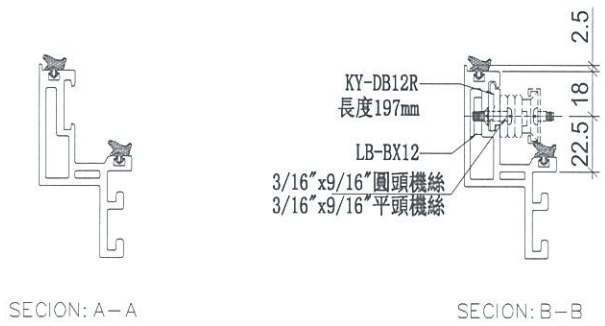 2.5
KY-DB12R
長度197mm
18
LB-BX12
22.5
3/16"x9/16"圓頭機絲
3/16"x9/16"平頭機絲
SECION: A-A
SECION: B-B